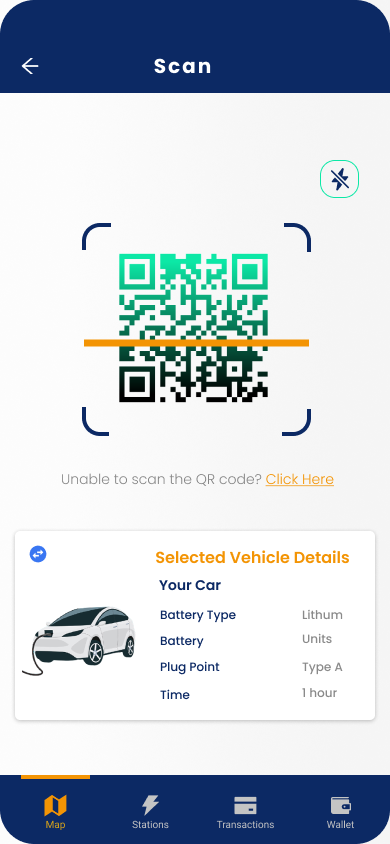 Scan
Unable to scan the QR code? Click Here
Selected Vehicle Details
Your Car
Battery Type Lithum
Battery Units
Plug Point Type A
Time 1 hour
Map Stations Transactions Wallet